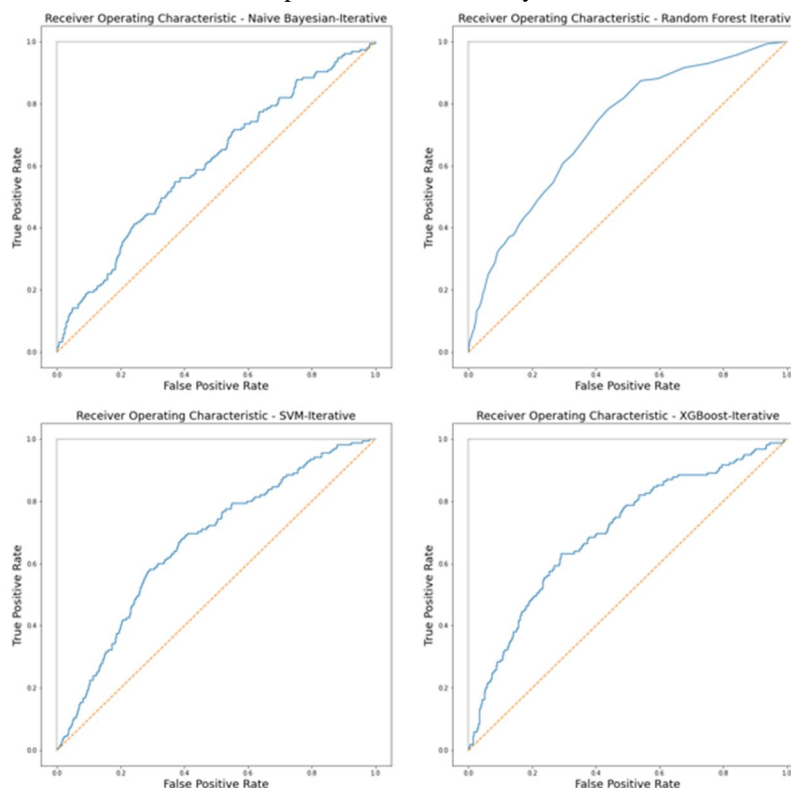 Receiver Operating Characteristic - Naive Bayesian-Iterative
1.0
0.8
0.6
0.4
0.2
0.0
True Positive Rate
0.0 0.2 0.4 0.6 0.8 1.0
False Positive Rate
Receiver Operating Characteristic - Random Forest Iterative
1.0
0.8
0.6
0.4
0.2
0.0
True Positive Rate
0.0 0.2 0.4 0.6 0.8 1.0
False Positive Rate
Receiver Operating Characteristic - SVM-Iterative
1.0
0.8
0.6
0.4
0.2
0.0
True Positive Rate
0.0 0.2 0.4 0.6 0.8 1.0
False Positive Rate
Receiver Operating Characteristic - XGBoost-Iterative
1.0
0.8
0.6
0.4
0.2
0.0
True Positive Rate
0.0 0.2 0.4 0.6 0.8 1.0
False Positive Rate